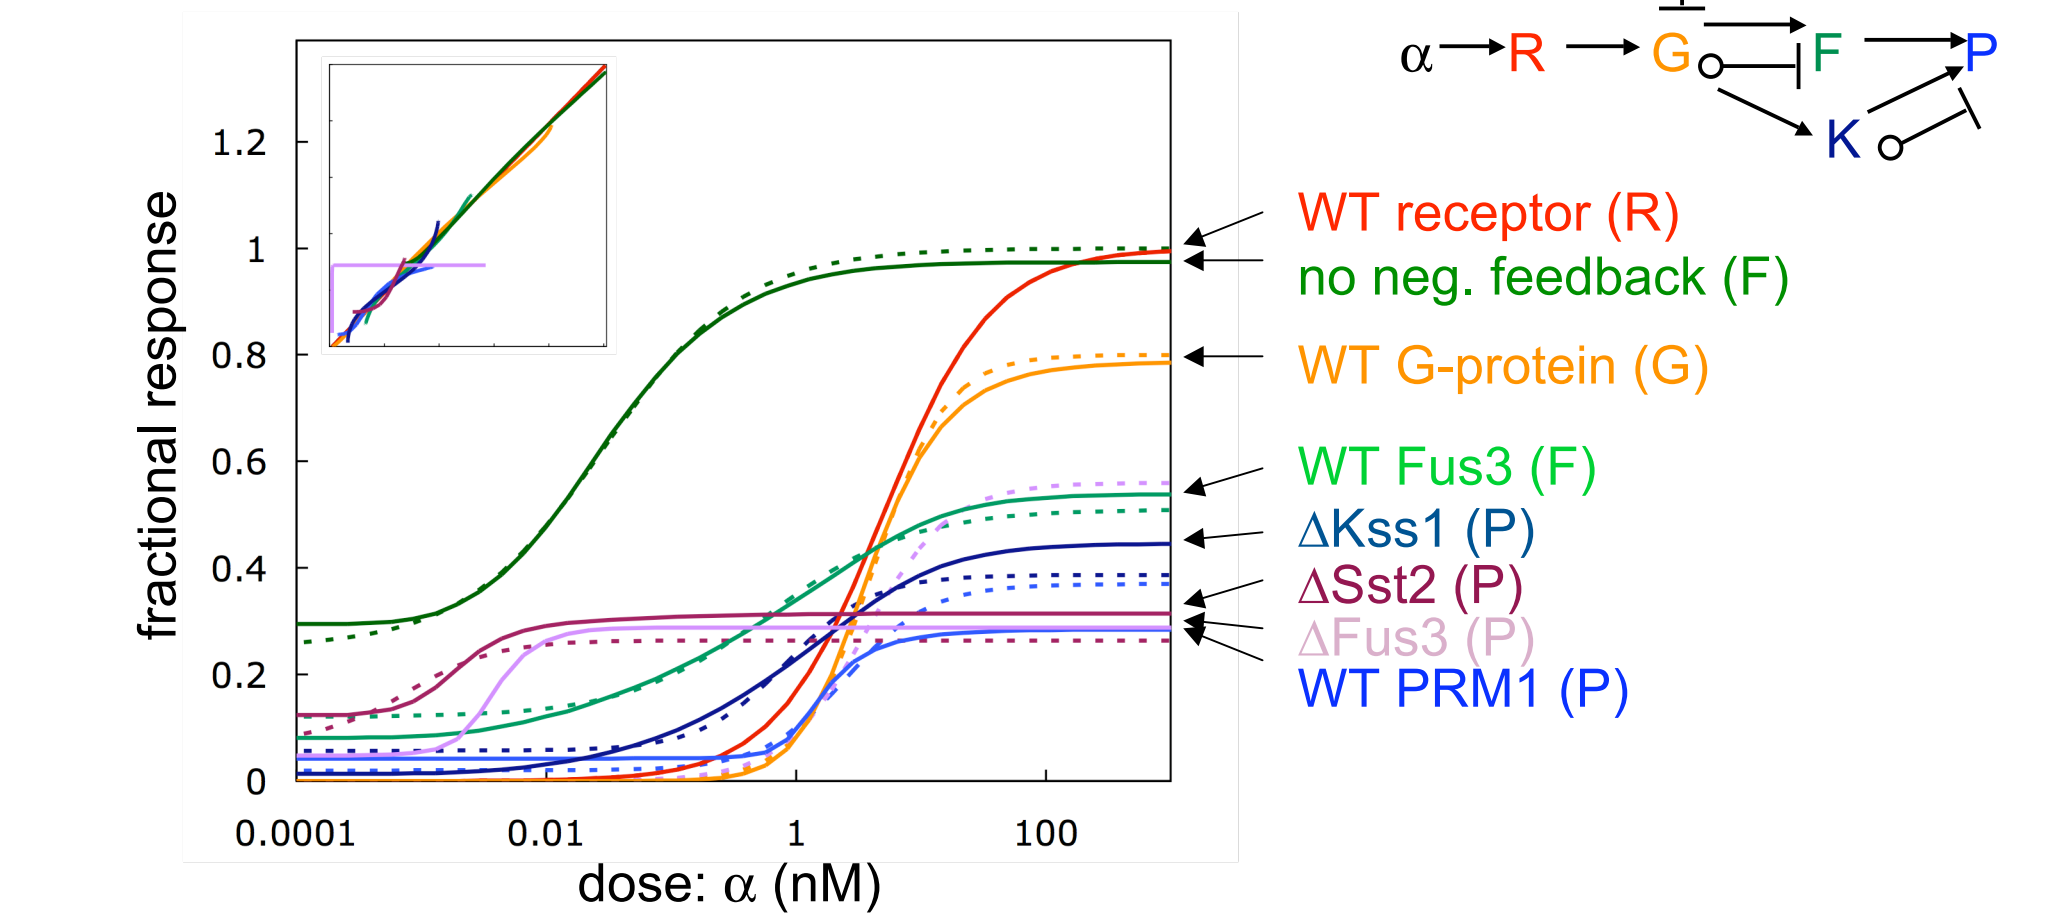 fractional response
1.2
1
0.8
0.6
0.4
0.2
0
0.0001 0.01 1 100
dose: α (nM)
α R G F P
K
WT receptor (R)
no neg. feedback (F)
WT G-protein (G)
WT Fus3 (F)
ΔKss1 (P)
ΔSst2 (P)
ΔFus3 (P)
WT PRM1 (P)